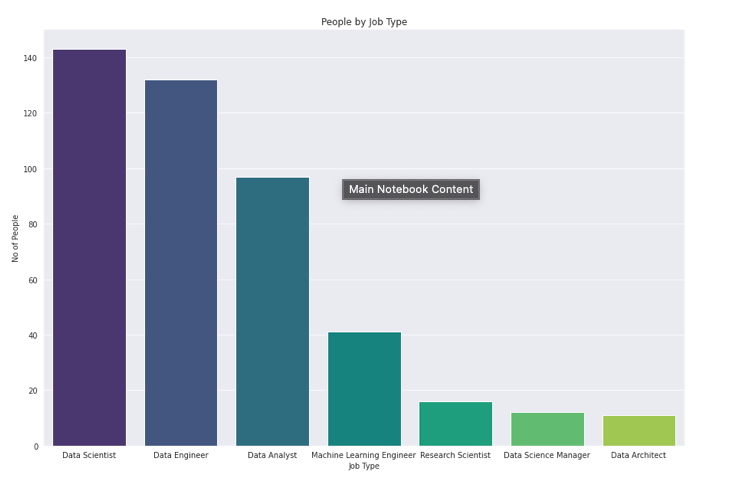 People by Job Type
140
120
100
80
60
40
20
0
No of People
Main Notebook Content
Data Scientist Data Engineer Data Analyst Machine Learning Engineer Research Scientist Data Science Manager Data Architect
Job Type